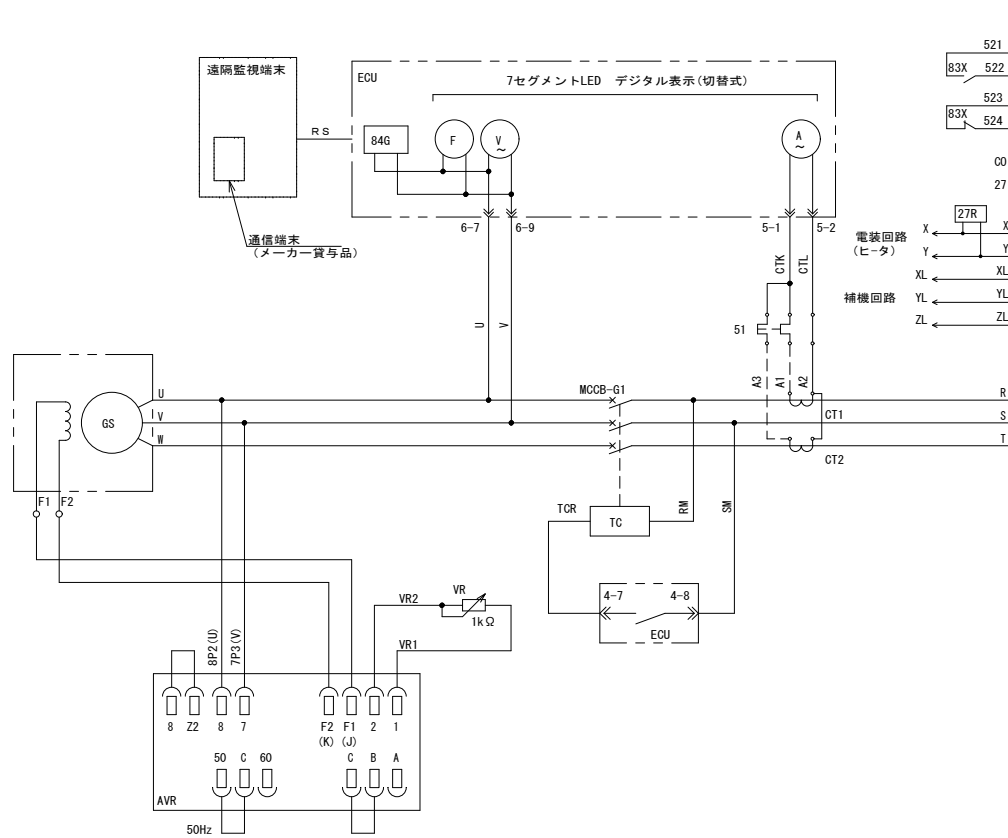 遠隔監視端末
通信端末
(メーカー貸与品)
RS
ECU
7セグメントLED デジタル表示(切替式)
84G
F
V
~
A
~
6-7
6-9
5-1
5-2
521
83X 522
523
83X
524
CO
27
27R
電装回路
(ヒータ)
X
X
Y
Y
補機回路
XL
XL
YL
YL
ZL
ZL
CTK
CTL
U
V
51
A3
A1
A2
MCCB-G1
CT1
CT2
R
S
T
GS
U
V
W
F1
F2
TCR
TC
RM
SM
4-7
4-8
ECU
VR2
VR
1kΩ
VR1
8P2(U)
7P3(V)
8
Z2
8
7
F2
(K)
F1
(J)
2
1
50
C
60
C
B
A
AVR
50Hz